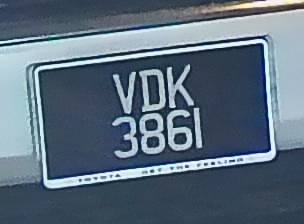 VDK
3861
TOYOTA GET THE FEELING